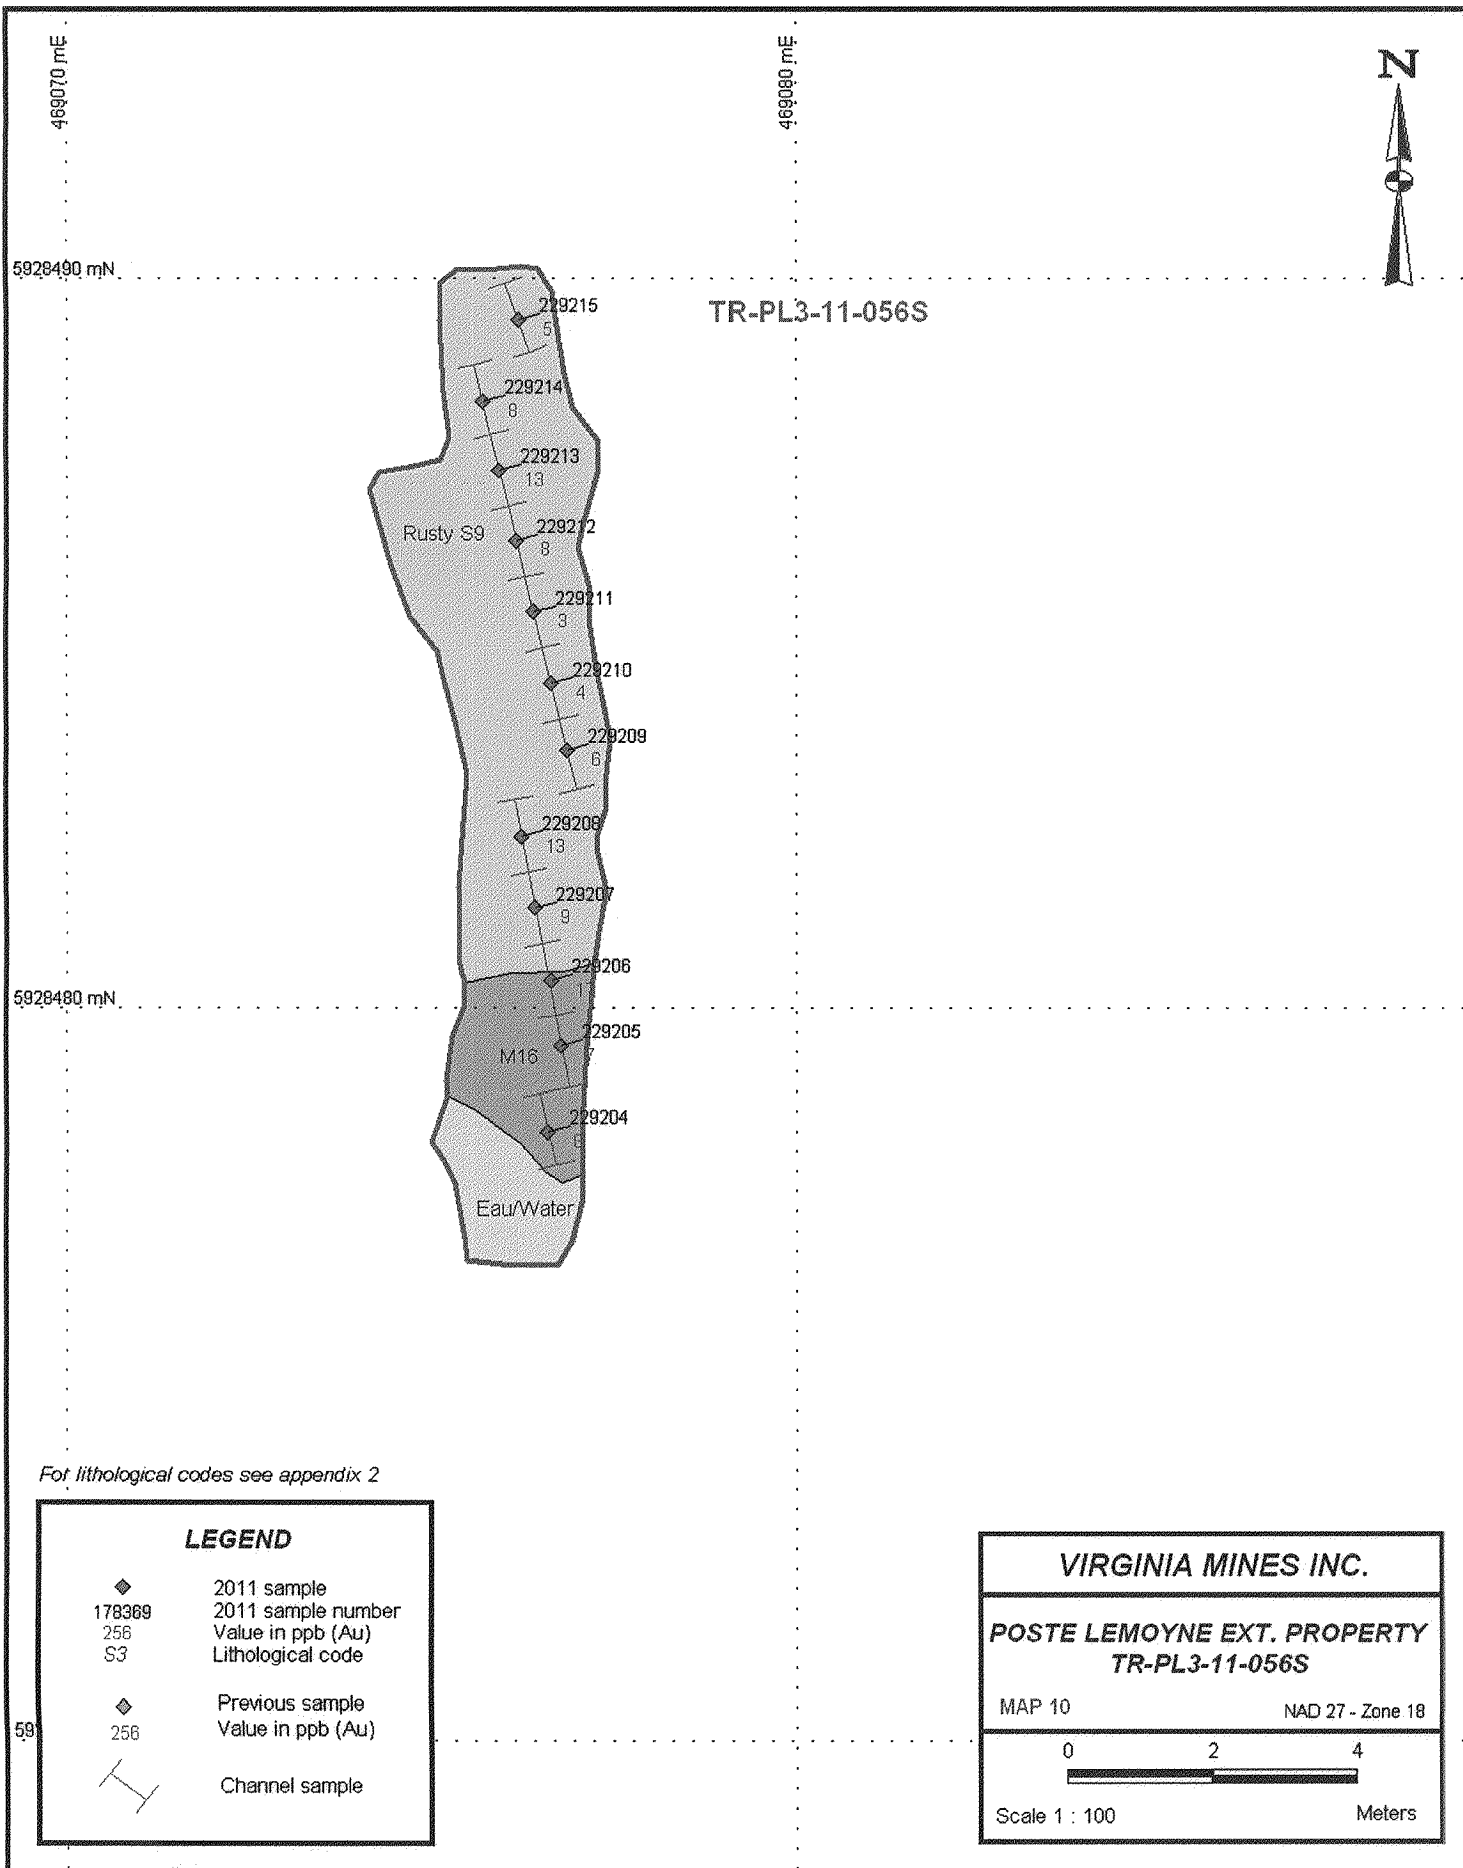 469070 mE
469080 mE
N
5928490 mN
TR-PL3-11-056S
229215
5
229214
8
229213
13
Rusty S9
229212
8
229211
3
229210
4
229209
6
229208
13
229207
9
229206
5928480 mN
229205
7
M16
229204
Eau/Water
For lithological codes see appendix 2
LEGEND
2011 sample
178369 2011 sample number
256 Value in ppb (Au)
S3 Lithological code
Previous sample
256 Value in ppb (Au)
Channel sample
59
VIRGINIA MINES INC.
POSTE LEMOYNE EXT. PROPERTY
TR-PL3-11-056S
MAP 10 NAD 27 - Zone 18
0 2 4
Scale 1 : 100 Meters